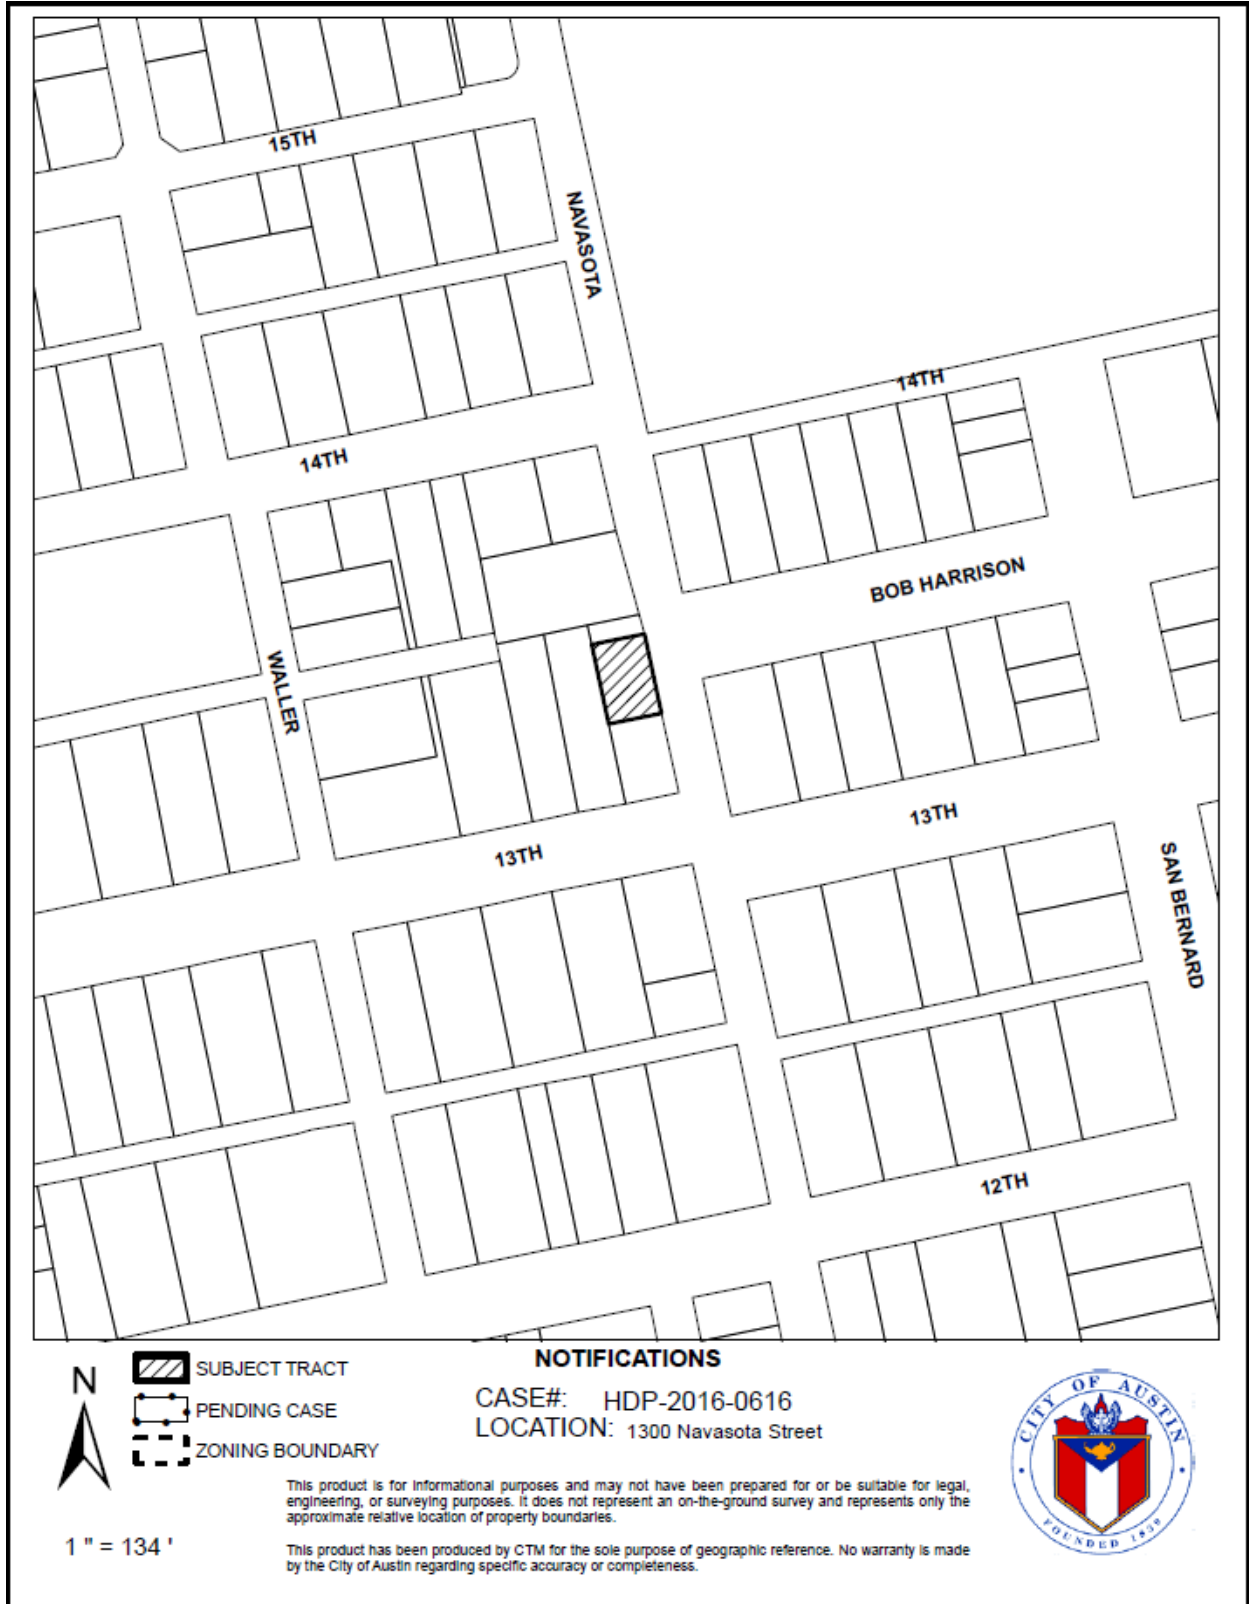 15TH
NAVASOTA
14TH
14TH
BOB HARRISON
WALLER
13TH
13TH
SAN BERNARD
12TH
NOTIFICATIONS
N
SUBJECT TRACT
PENDING CASE
ZONING BOUNDARY
CASE#: HDP-2016-0616
LOCATION: 1300 Navasota Street
CITY OF AUSTIN
FOUNDED 1839
This product is for informational purposes and may not have been prepared for or be suitable for legal,
engineering, or surveying purposes. It does not represent an on-the-ground survey and represents only the
approximate relative location of property boundaries.
1 " = 134 '
This product has been produced by CTM for the sole purpose of geographic reference. No warranty is made
by the City of Austin regarding specific accuracy or completeness.